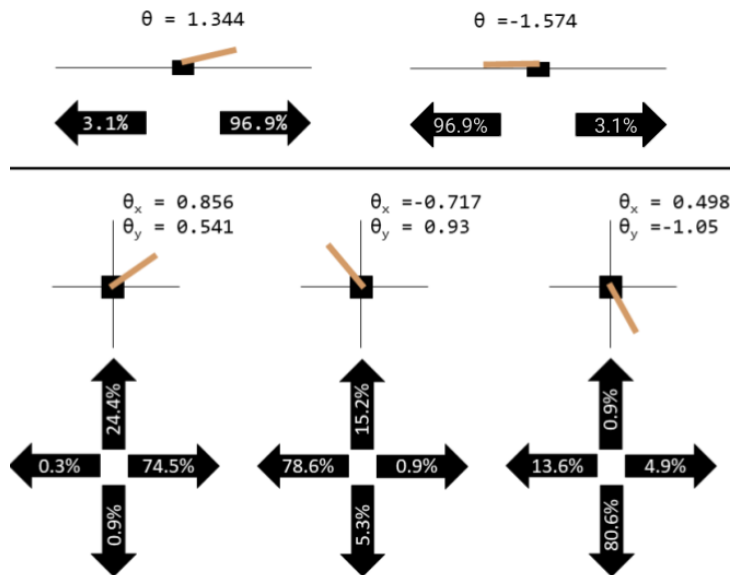 θ = 1.344
θ =-1.574
3.1%
96.9%
96.9%
3.1%
θx = 0.856
θy = 0.541
θx =-0.717
θy = 0.93
θx = 0.498
θy =-1.05
24.4%
0.3%
74.5%
0.9%
15.2%
78.6%
0.9%
5.3%
0.9%
13.6%
4.9%
80.6%